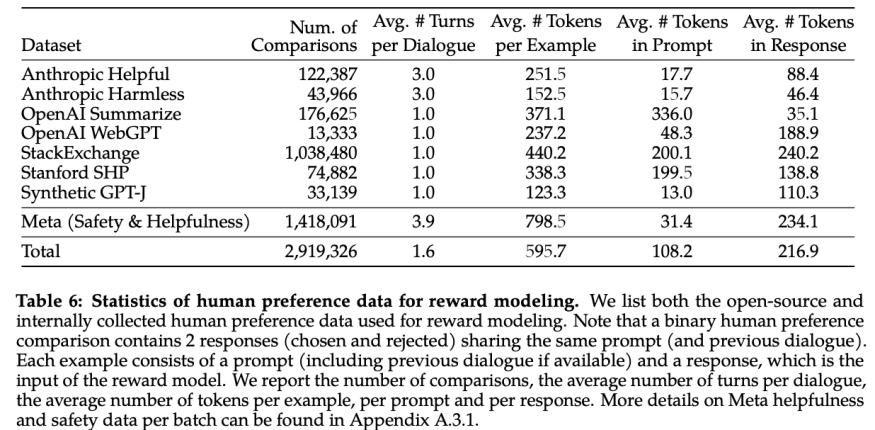 Dataset Num. of Comparisons Avg. # Turns per Dialogue Avg. # Tokens per Example Avg. # Tokens in Prompt Avg. # Tokens in Response
Anthropic Helpful 122,387 3.0 251.5 17.7 88.4
Anthropic Harmless 43,966 3.0 152.5 15.7 46.4
OpenAI Summarize 176,625 1.0 371.1 336.0 35.1
OpenAI WebGPT 13,333 1.0 237.2 48.3 188.9
StackExchange 1,038,480 1.0 440.2 200.1 240.2
Stanford SHP 74,882 1.0 338.3 199.5 138.8
Synthetic GPT-J 33,139 1.0 123.3 13.0 110.3
Meta (Safety & Helpfulness) 1,418,091 3.9 798.5 31.4 234.1
Total 2,919,326 1.6 595.7 108.2 216.9
Table 6: Statistics of human preference data for reward modeling. We list both the open-source and
internally collected human preference data used for reward modeling. Note that a binary human preference
comparison contains 2 responses (chosen and rejected) sharing the same prompt (and previous dialogue).
Each example consists of a prompt (including previous dialogue if available) and a response, which is the
input of the reward model. We report the number of comparisons, the average number of turns per dialogue,
the average number of tokens per example, per prompt and per response. More details on Meta helpfulness
and safety data per batch can be found in Appendix A.3.1.